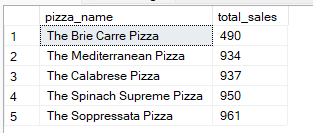 pizza_name total_sales
1 The Brie Carre Pizza 490
2 The Mediterranean Pizza 934
3 The Calabrese Pizza 937
4 The Spinach Supreme Pizza 950
5 The Soppressata Pizza 961